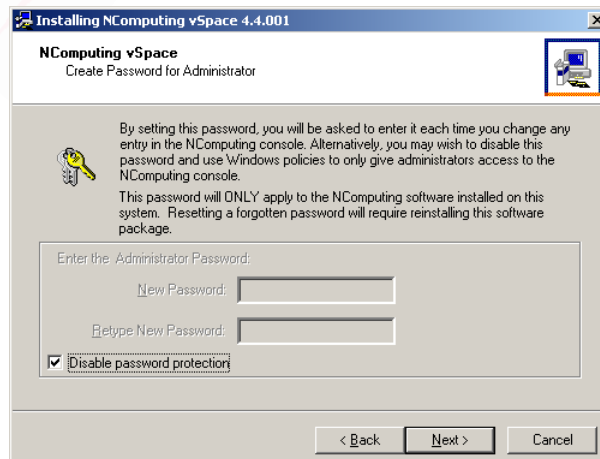 Installing NComputing vSpace 4.4.001
NComputing vSpace
Create Password for Administrator
By setting this password, you will be asked to enter it each time you change any
entry in the NComputing console. Alternatively, you may wish to disable this
password and use Windows policies to only give administrators access to the
NComputing console.
This password will ONLY apply to the NComputing software installed on this
system. Resetting a forgotten password will require reinstalling this software
package.
Enter the Administrator Password:
New Password:
Retype New Password:
Disable password protection
< Back
Next >
Cancel